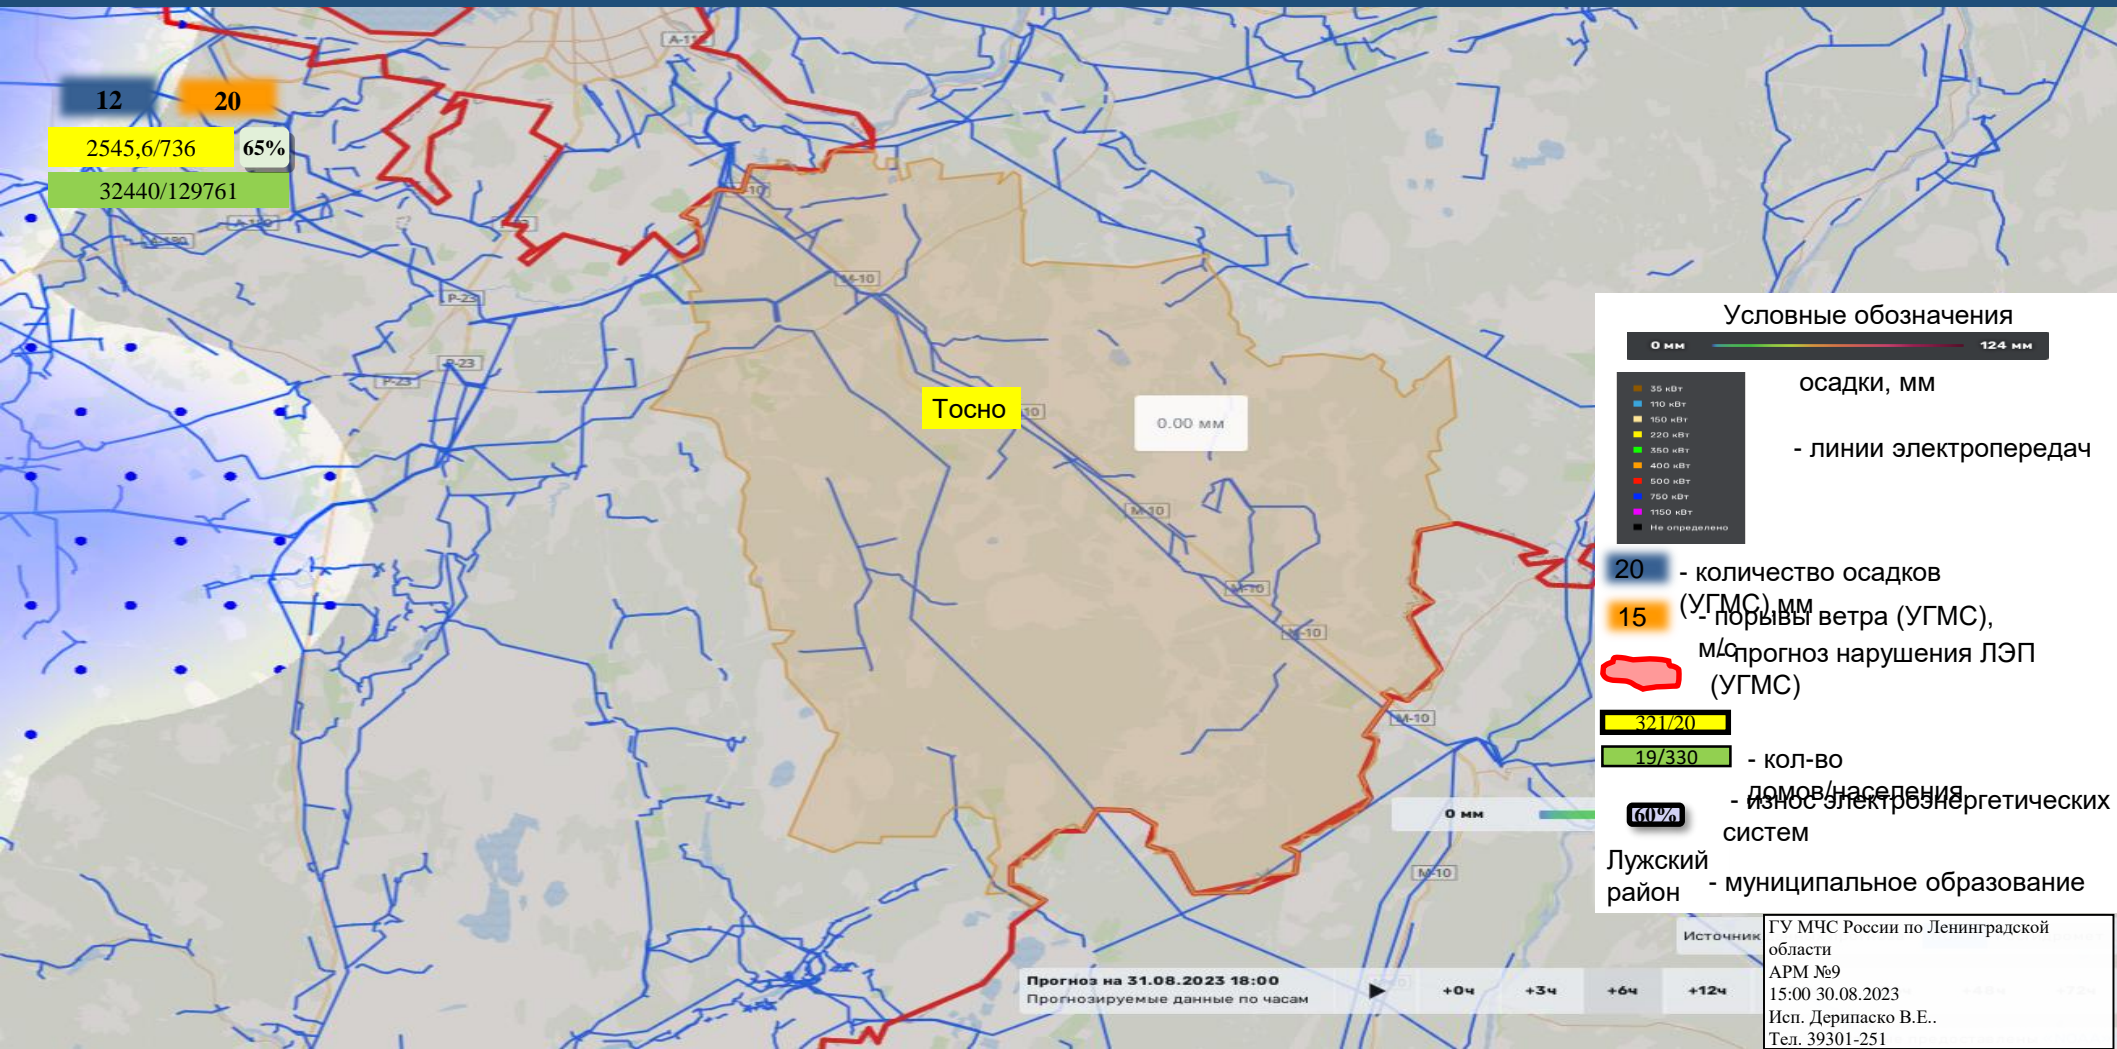 А-11
12
20
2545,6/736
65%
32440/129761
А-180
А-180
Р-23
-10
М-10
Р-23
Р-23
Тосно
10
0.00 мм
М-10
М-10
М-10
М-10
М-10
0 мм
Условные обозначения
0 мм
124 мм
осадки, мм
35 кВт
110 кВт
150 кВт
220 кВт
350 кВт
400 кВт
500 кВт
750 кВт
1150 кВт
Не определено
- линии электропередач
20
- количество осадков
(УГМС),мм
15
- порывы ветра (УГМС),
м/с
- прогноз нарушения ЛЭП
(УГМС)
321/20
19/330
- кол-во
домов/населения
60%
- износ электроэнергетических
систем
Лужский
район
- муниципальное образование
Источник
Прогноз на 31.08.2023 18:00
Прогнозируемые данные по часам
+0ч
+3ч
+6ч
+12ч
ГУ МЧС России по Ленинградской
области
АРМ №9
15:00 30.08.2023
Исп. Дерипаско В.Е..
Тел. 39301-251